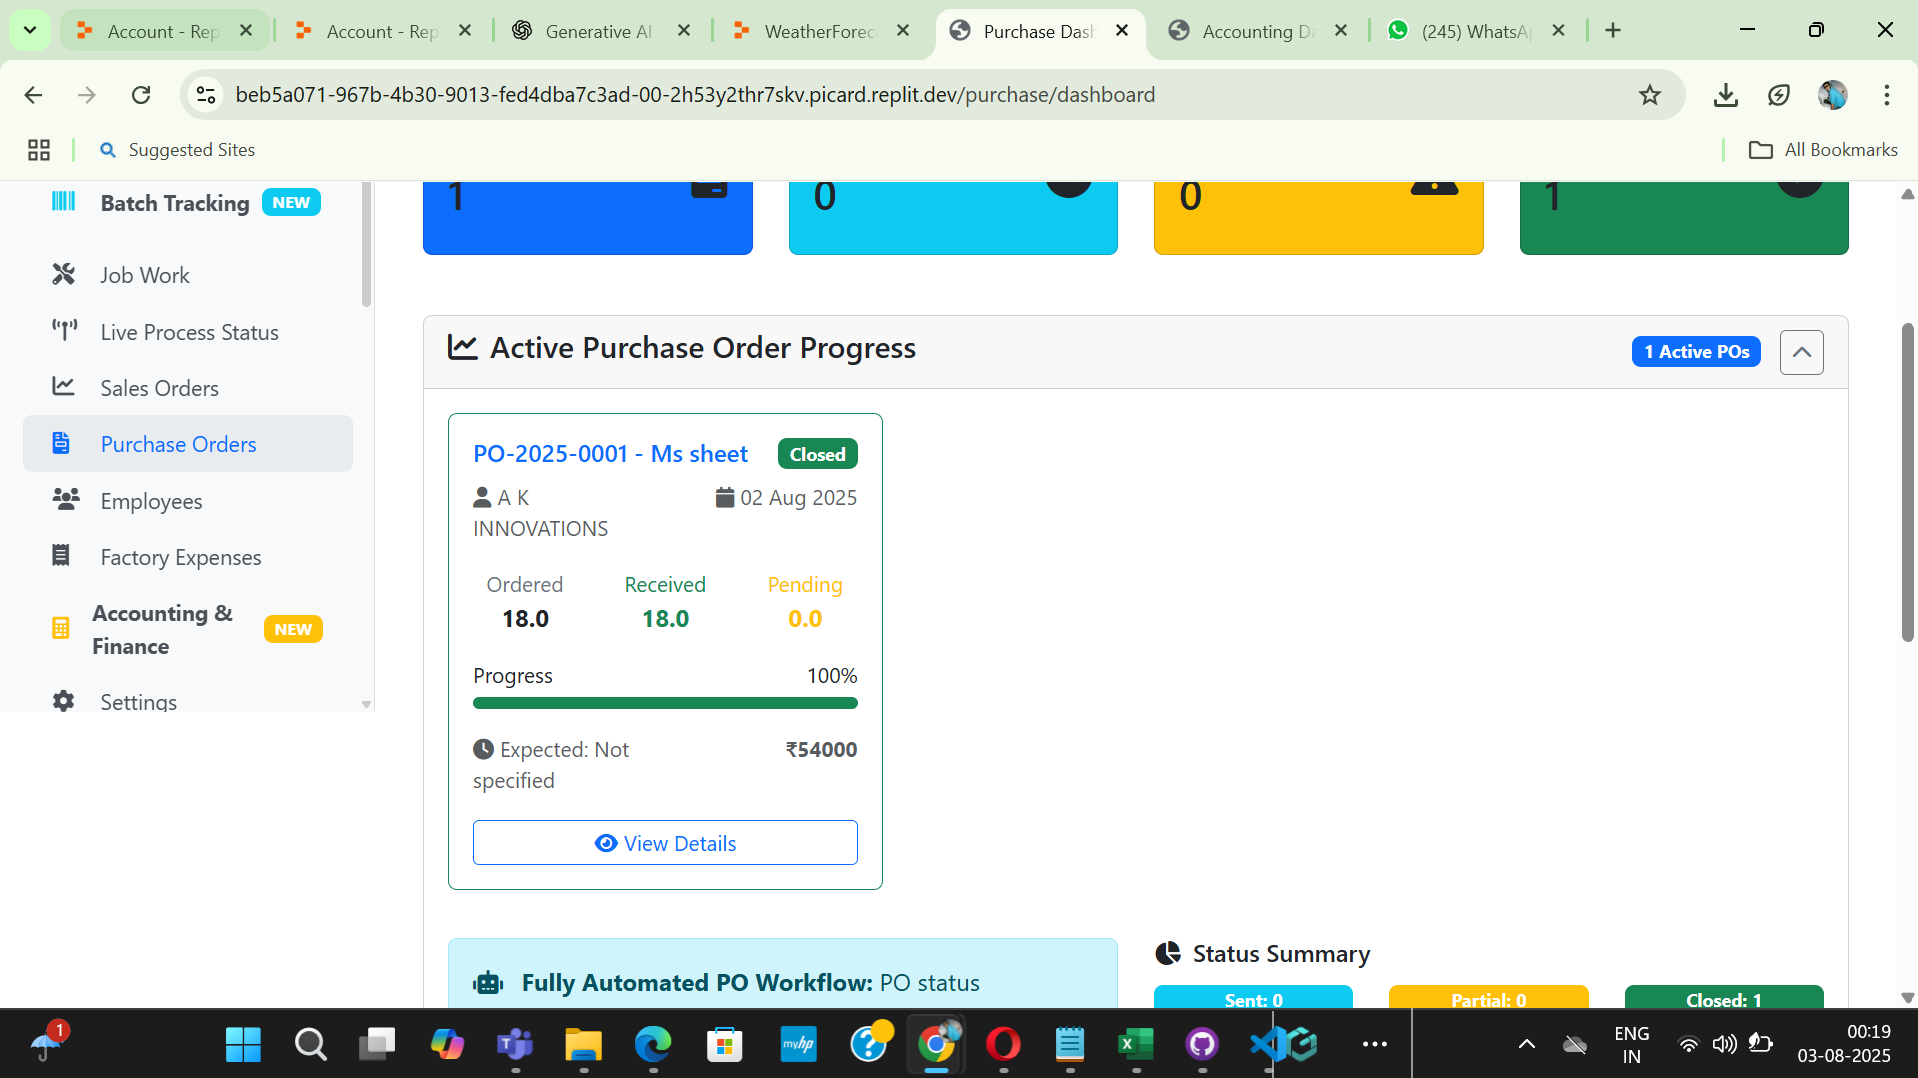 Account - Rep
Account - Rep
Generative AI
WeatherForec
Purchase Dash
Accounting Da
(245) WhatsAp
beb5a071-967b-4b30-9013-fed4dba7c3ad-00-2h53y2thr7skv.picard.replit.dev/purchase/dashboard
Suggested Sites
All Bookmarks
Batch Tracking NEW
Job Work
Live Process Status
Sales Orders
Purchase Orders
Employees
Factory Expenses
Accounting &
Finance
NEW
Settings
1
0
0
1
Active Purchase Order Progress
1 Active POs
PO-2025-0001 - Ms sheet
Closed
A K
INNOVATIONS
02 Aug 2025
Ordered Received Pending
18.0 18.0 0.0
Progress 100%
Expected: Not
specified
₹54000
View Details
Fully Automated PO Workflow: PO status
Status Summary
Sent: 0 Partial: 0 Closed: 1
1
myhp
ENG
IN
00:19
03-08-2025